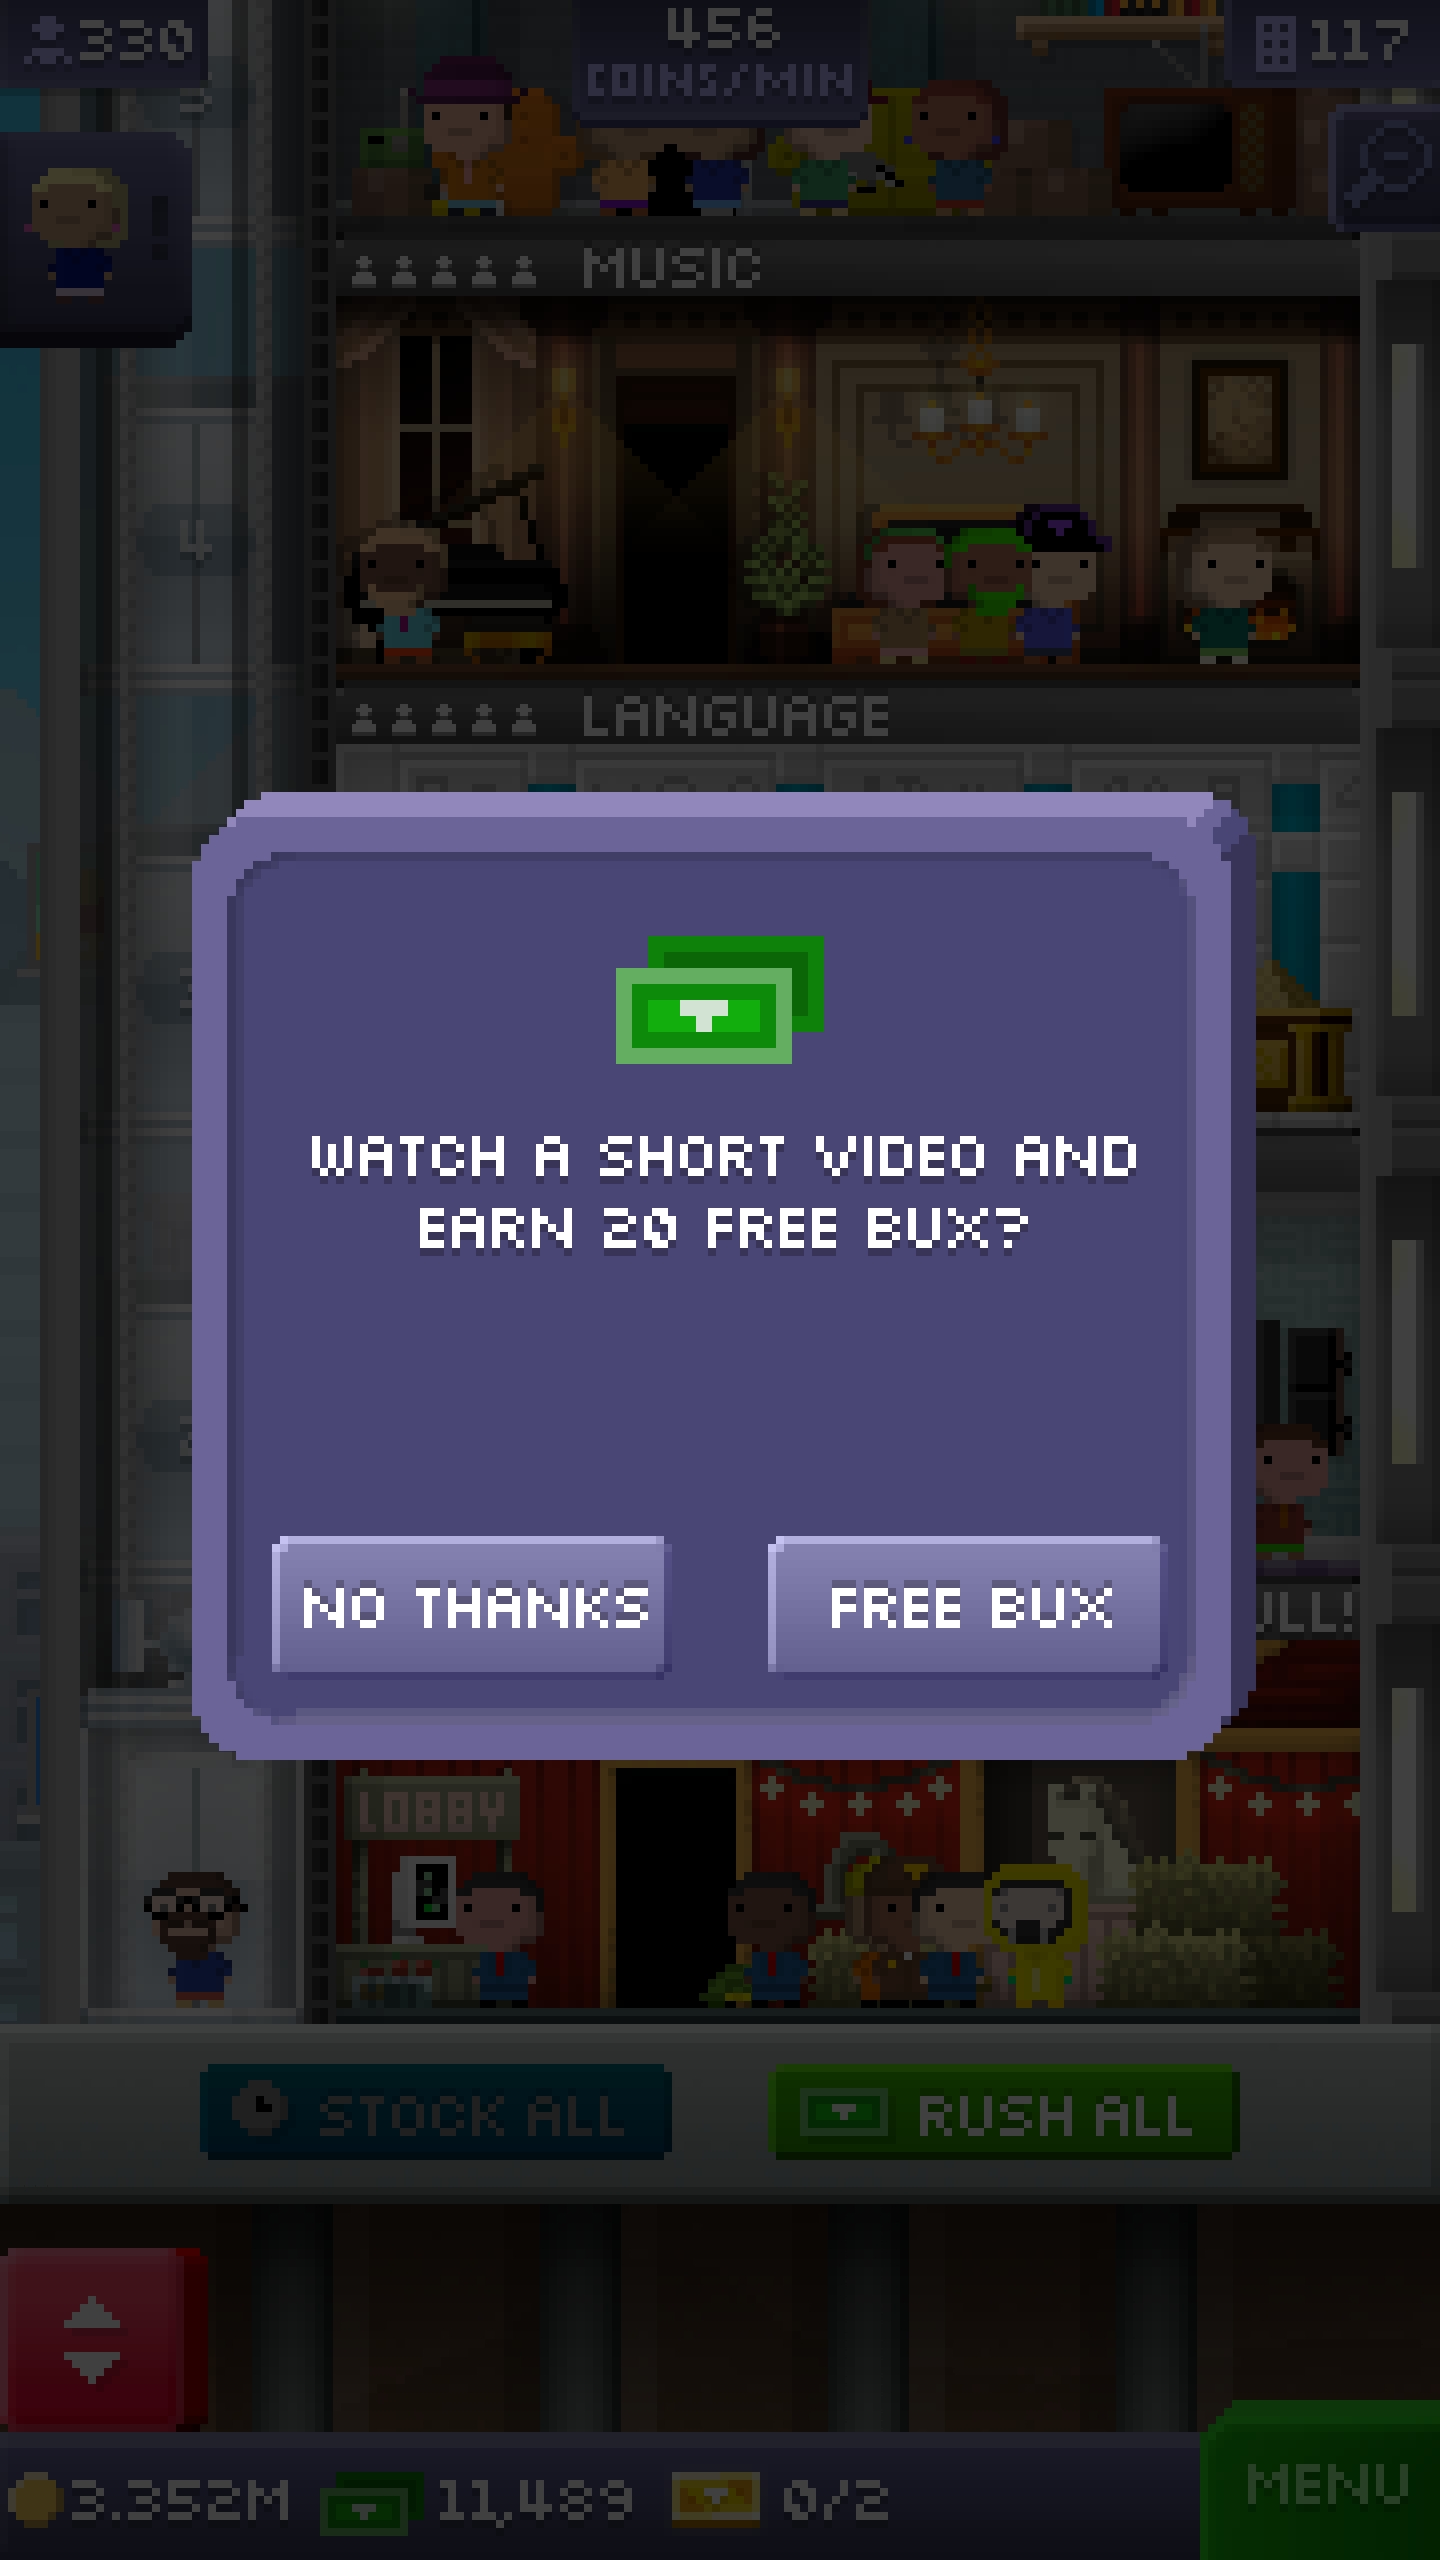 330
456
COINS/MIN
117
MUSIC
4
LANGUAGE
WATCH A SHORT VIDEO AND
EARN 20 FREE BUX?
NO THANKS
FREE BUX
LOBBY
STOCK ALL
RUSH ALL
3.352M
11,489
0/2
MENU